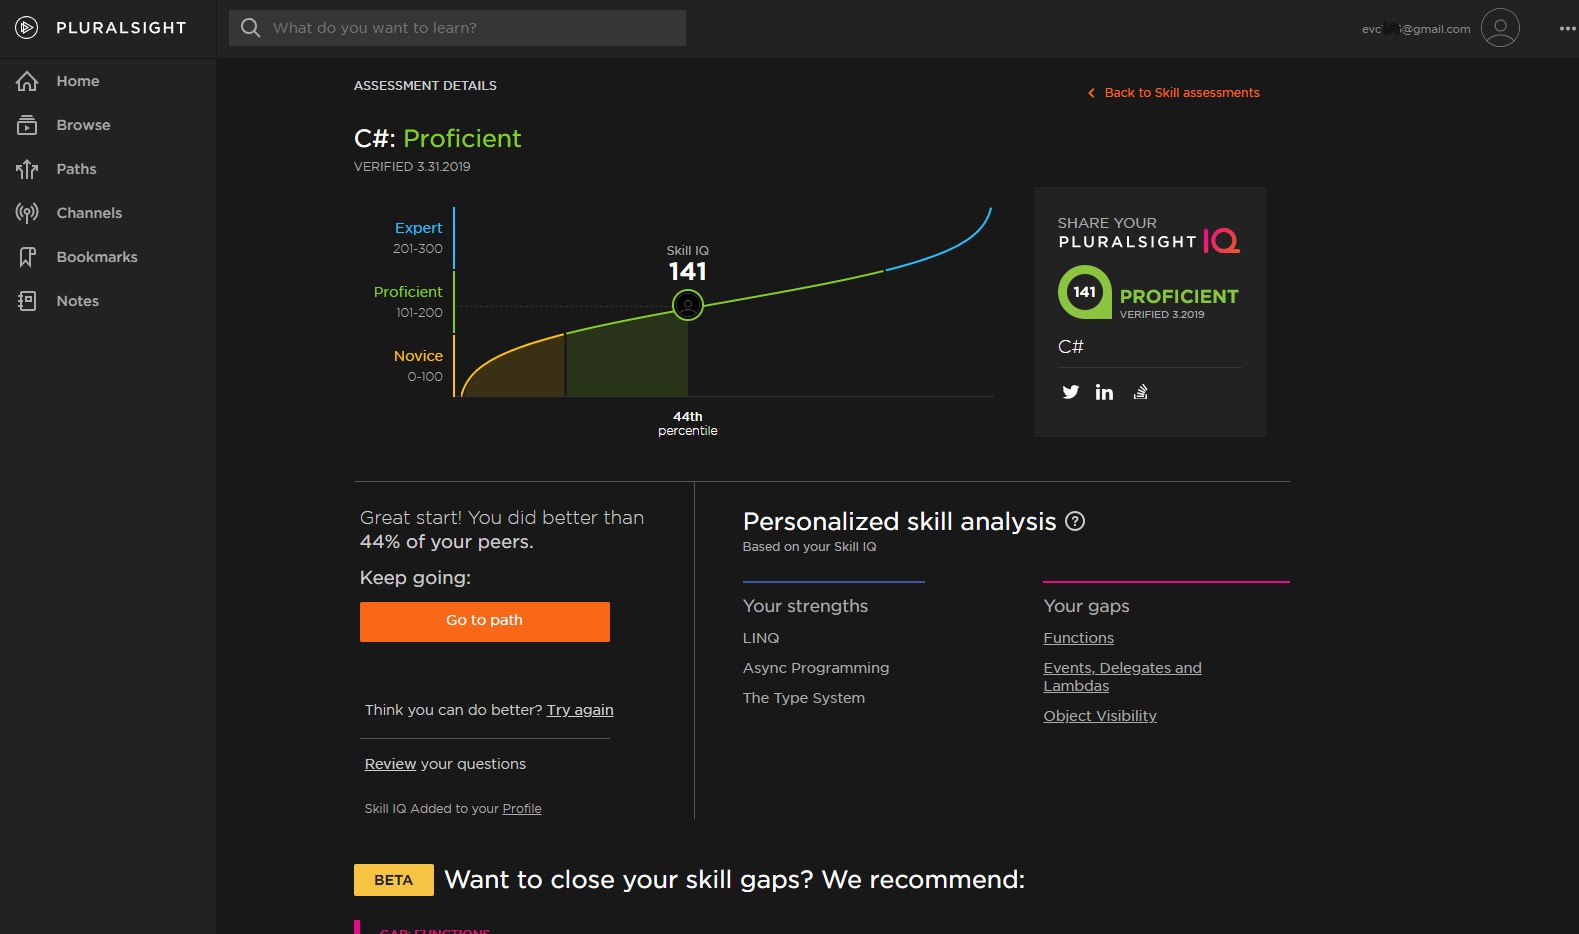 PLURALSIGHT
What do you want to learn?
@gmail.com
Home
Browse
Paths
Channels
Bookmarks
Notes
ASSESSMENT DETAILS
Back to Skill assessments
C#: Proficient
VERIFIED 3.31.2019
Expert
201-300
Proficient
101-200
Novice
0-100
Skill IQ
141
44th
percentile
SHARE YOUR
PLURALSIGHT IQ
141
PROFICIENT
VERIFIED 3.2019
C#
Great start! You did better than
44% of your peers.
Keep going:
Go to path
Think you can do better? Try again
Review your questions
Skill IQ Added to your Profile
Personalized skill analysis ?
Based on your Skill IQ
Your strengths
LINQ
Async Programming
The Type System
Your gaps
Functions
Events, Delegates and
Lambdas
Object Visibility
BETA
Want to close your skill gaps? We recommend:
GAP: FUNCTIONS